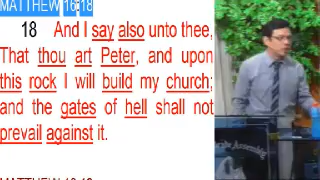 MATTHEW 16:18
18 And I say also unto thee,
That thou art Peter, and upon
this rock I will build my church;
and the gates of hell shall not
prevail against it.